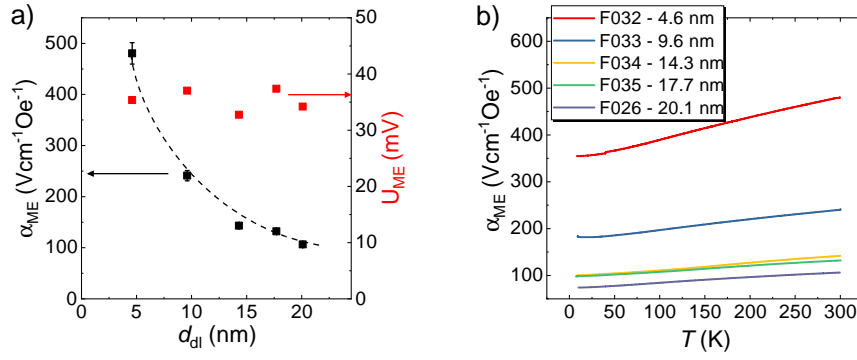 a)
500
400
300
200
100
0
α_ME (Vcm⁻¹Oe⁻¹)
50
40
30
20
10
0
U_ME (mV)
0 5 10 15 20
d_dl (nm)
b)
F032 - 4.6 nm
F033 - 9.6 nm
F034 - 14.3 nm
F035 - 17.7 nm
F026 - 20.1 nm
600
500
400
300
200
100
α_ME (Vcm⁻¹Oe⁻¹)
0 50 100 150 200 250 300
T (K)